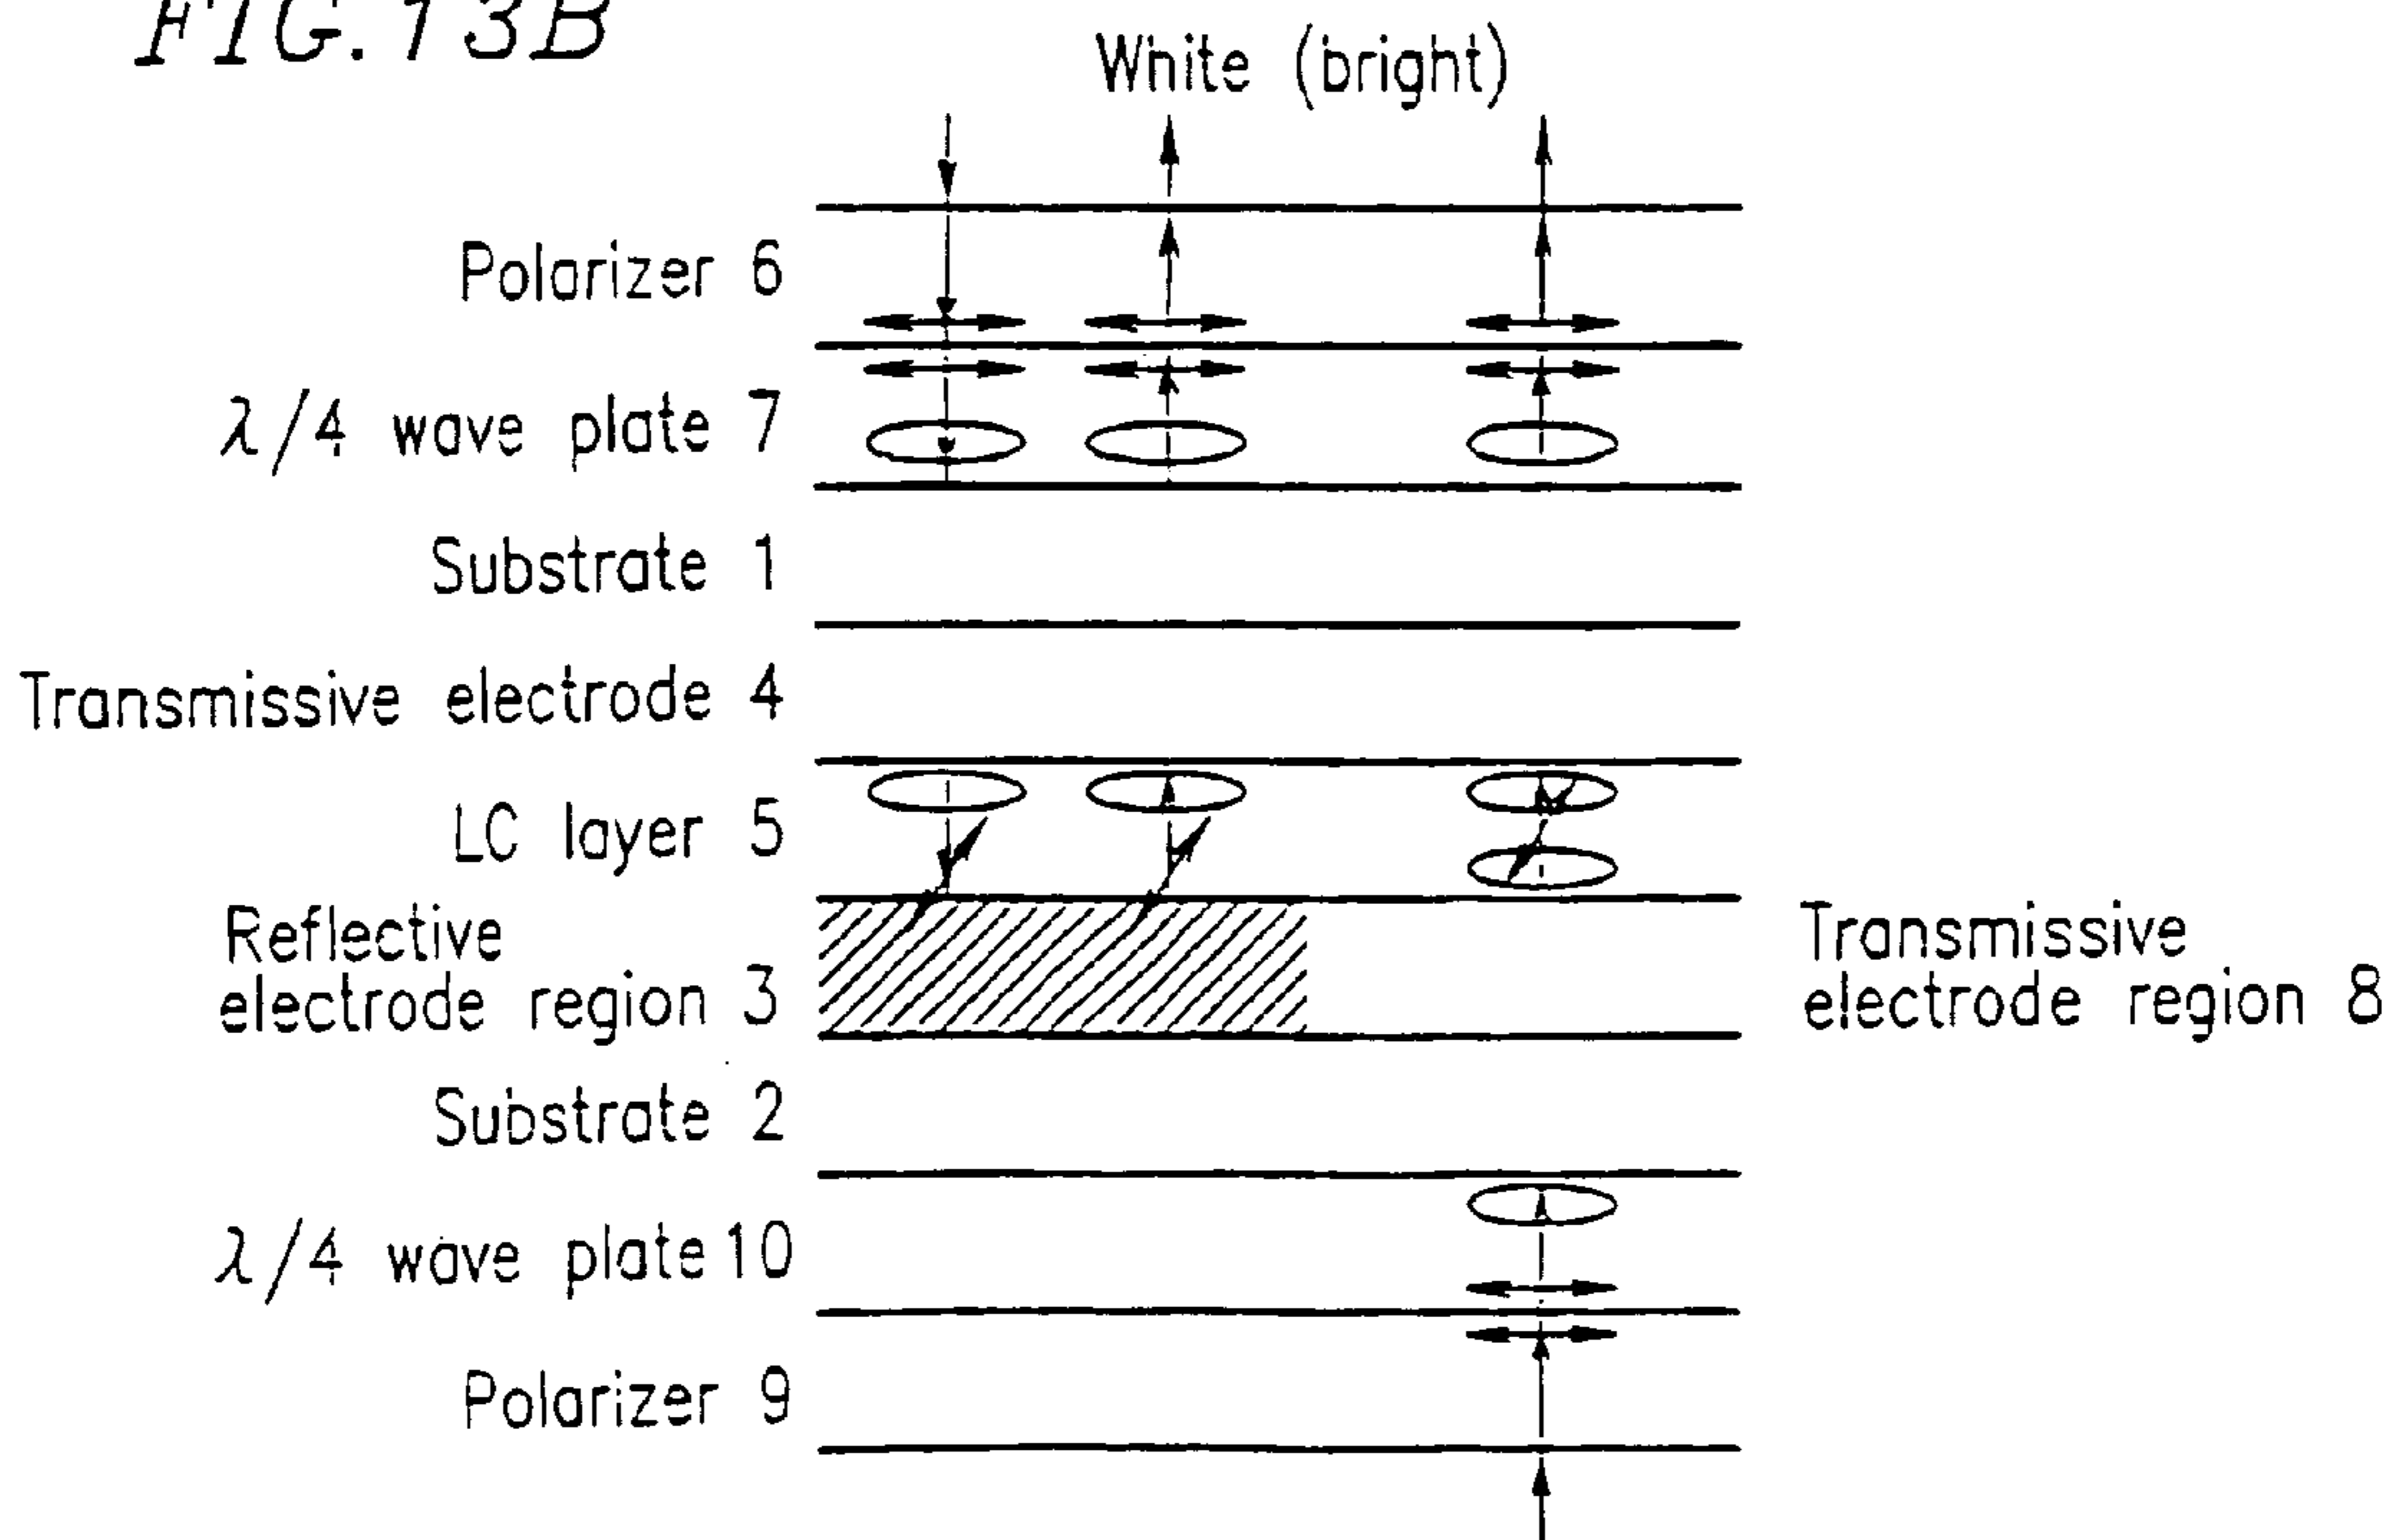 FIG. 13B
White (bright)
Polarizer 6
λ/4 wave plate 7
Substrate 1
Transmissive electrode 4
LC layer 5
Reflective
electrode region 3
Transmissive
electrode region 8
Substrate 2
λ/4 wave plate 10
Polarizer 9